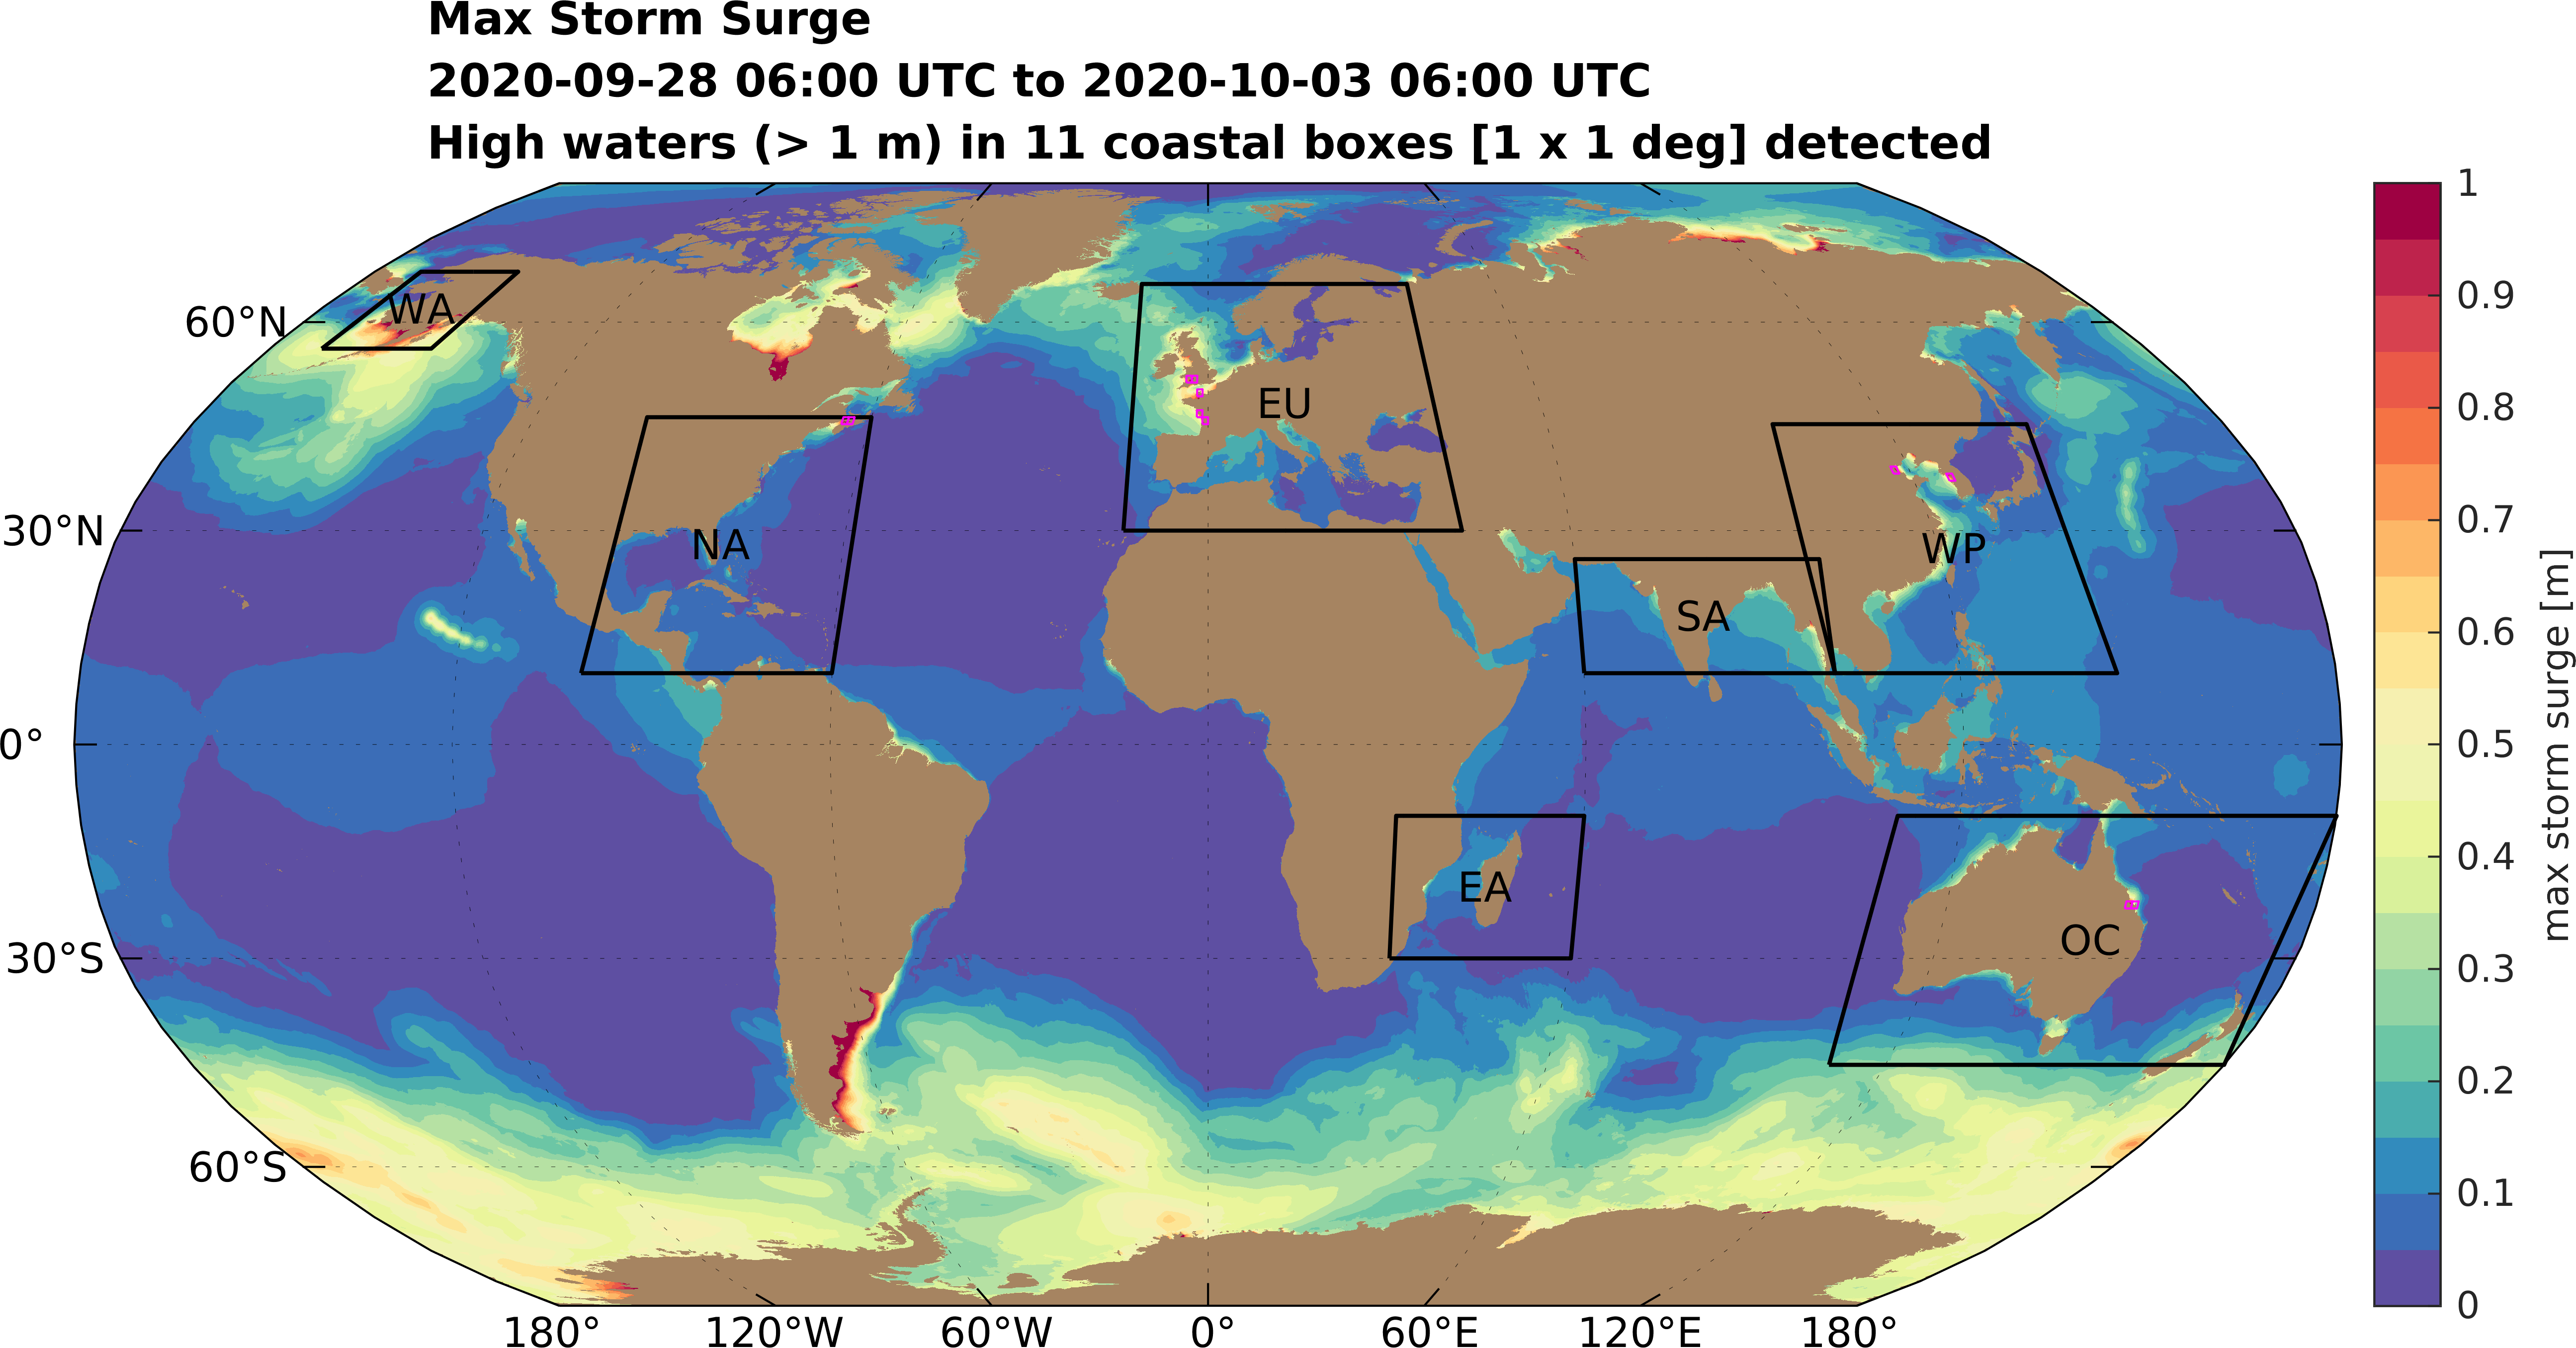 Max Storm Surge
2020-09-28 06:00 UTC to 2020-10-03 06:00 UTC
High waters (> 1 m) in 11 coastal boxes [1 x 1 deg] detected
60°N
30°N
0°
30°S
60°S
WA
NA
EU
SA
WP
EA
OC
180°
120°W
60°W
0°
60°E
120°E
180°
1
0.9
0.8
0.7
0.6
0.5
0.4
0.3
0.2
0.1
0
max storm surge [m]